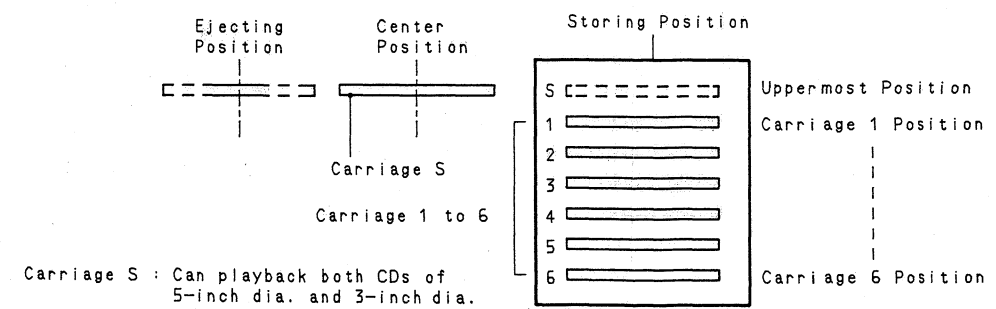 Storing Position
Ejecting Position
Center Position
S
Uppermost Position
1
Carriage 1 Position
2
Carriage S
3
Carriage 1 to 6
4
5
6
Carriage 6 Position
Carriage S : Can playback both CDs of
5-inch dia. and 3-inch dia.